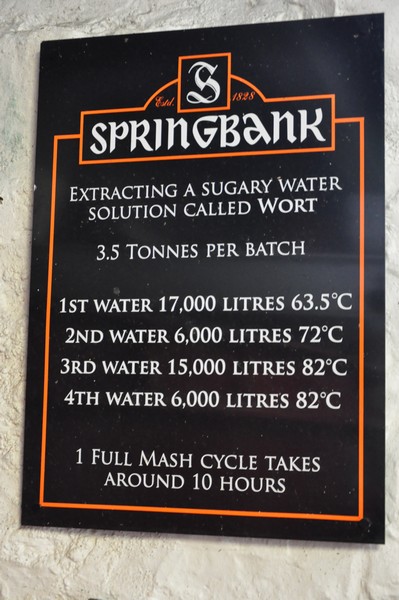 S
Estd. 1828
SPRINGBANK
EXTRACTING A SUGARY WATER
SOLUTION CALLED WORT
3.5 TONNES PER BATCH
1ST WATER 17,000 LITRES 63.5°C
2ND WATER 6,000 LITRES 72°C
3RD WATER 15,000 LITRES 82°C
4TH WATER 6,000 LITRES 82°C
1 FULL MASH CYCLE TAKES
AROUND 10 HOURS